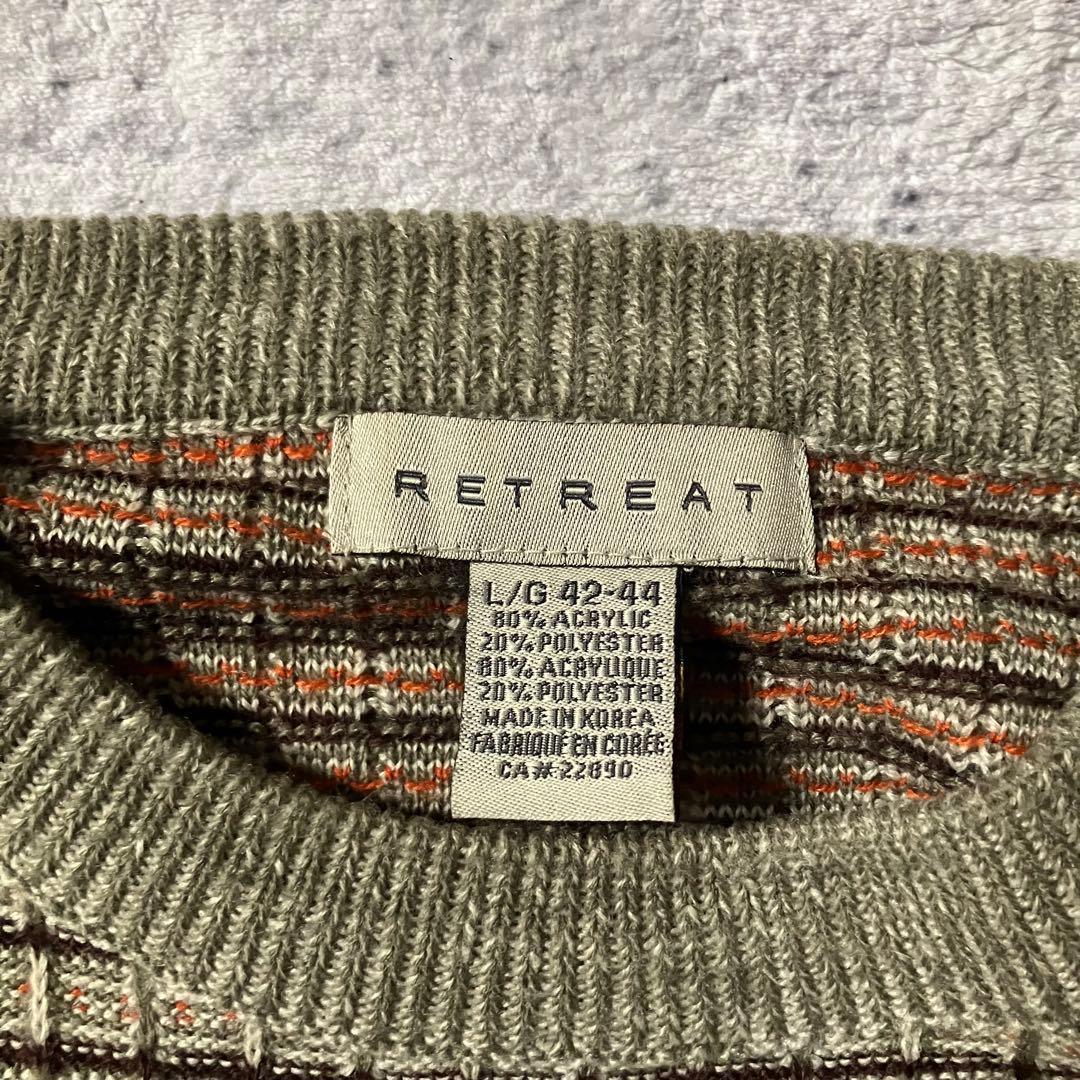 RETREAT
L/G 42-44
80% ACRYLIC
20% POLYESTER
80% ACRYLIQUE
20% POLYESTER
MADE IN KOREA
FABRIQUÉ EN CORÉE
CA# 22890